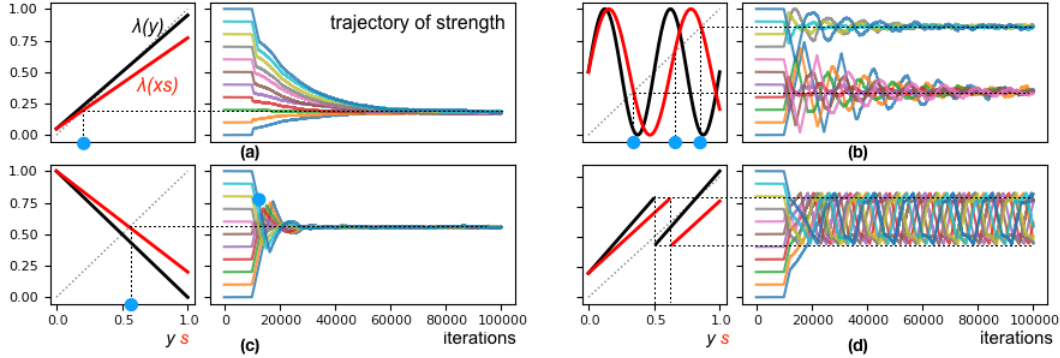 1.00
0.75
0.50
0.25
0.00
λ(y)
λ(xs)
trajectory of strength
(a)
(b)
1.00
0.75
0.50
0.25
0.00
0.0 0.5 1.0
y s
0 20000 40000 60000 80000 100000
iterations
(c)
0.0 0.5 1.0
y s
0 20000 40000 60000 80000 100000
iterations
(d)